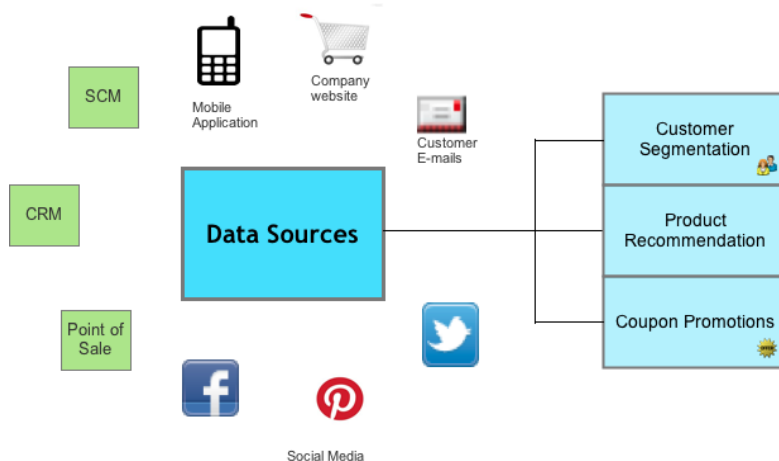 SCM
Mobile
Application
Company
website
Customer
E-mails
CRM
Data Sources
Point of
Sale
Social Media
Customer
Segmentation
Product
Recommendation
Coupon Promotions